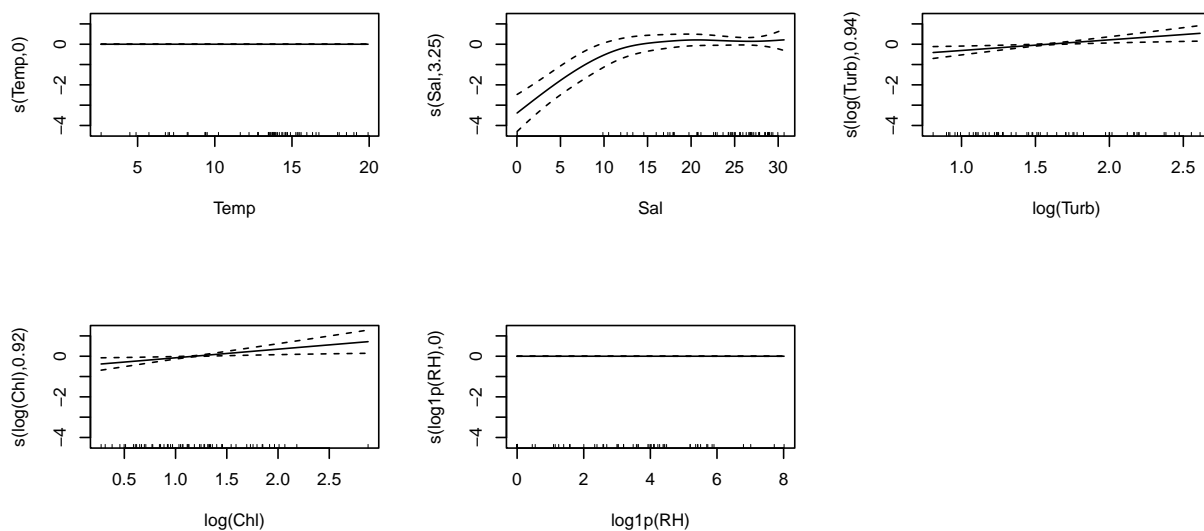 s(Temp,0)
0
−2
−4
5 10 15 20
Temp
s(Sal,3.25)
0
−2
−4
0 5 10 15 20 25 30
Sal
s(log(Turb),0.94)
0
−2
−4
1.0 1.5 2.0 2.5
log(Turb)
s(log(Chl),0.92)
0
−2
−4
0.5 1.0 1.5 2.0 2.5
log(Chl)
s(log1p(RH),0)
0
−2
−4
0 2 4 6 8
log1p(RH)